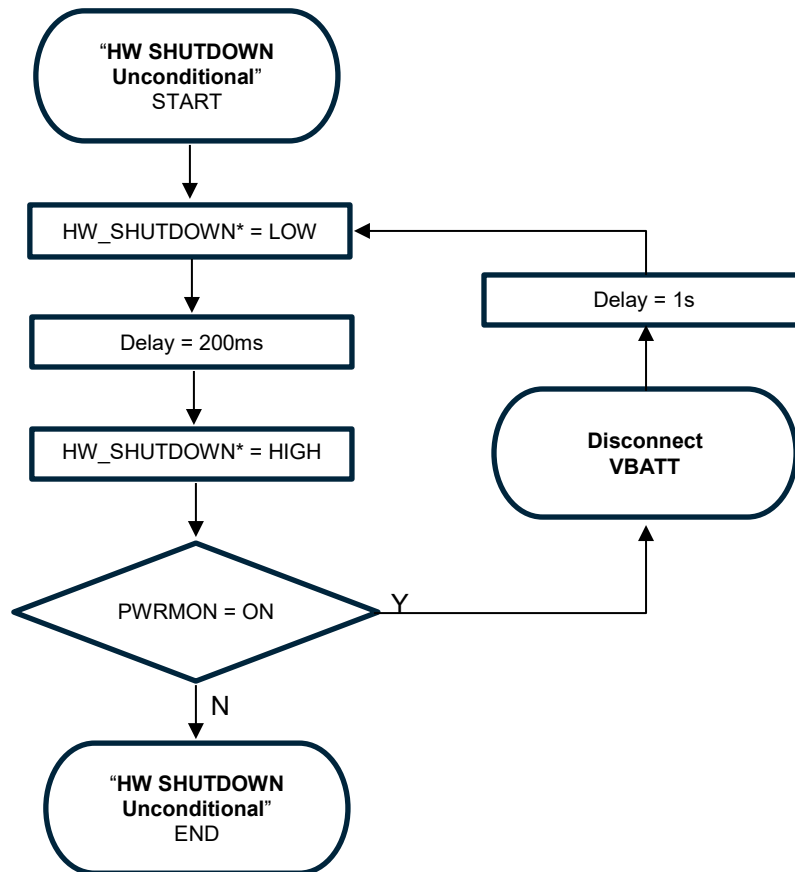 “HW SHUTDOWN
Unconditional”
START
HW_SHUTDOWN* = LOW
Delay = 1s
Delay = 200ms
HW_SHUTDOWN* = HIGH
Disconnect
VBATT
PWRMON = ON
Y
N
“HW SHUTDOWN
Unconditional”
END